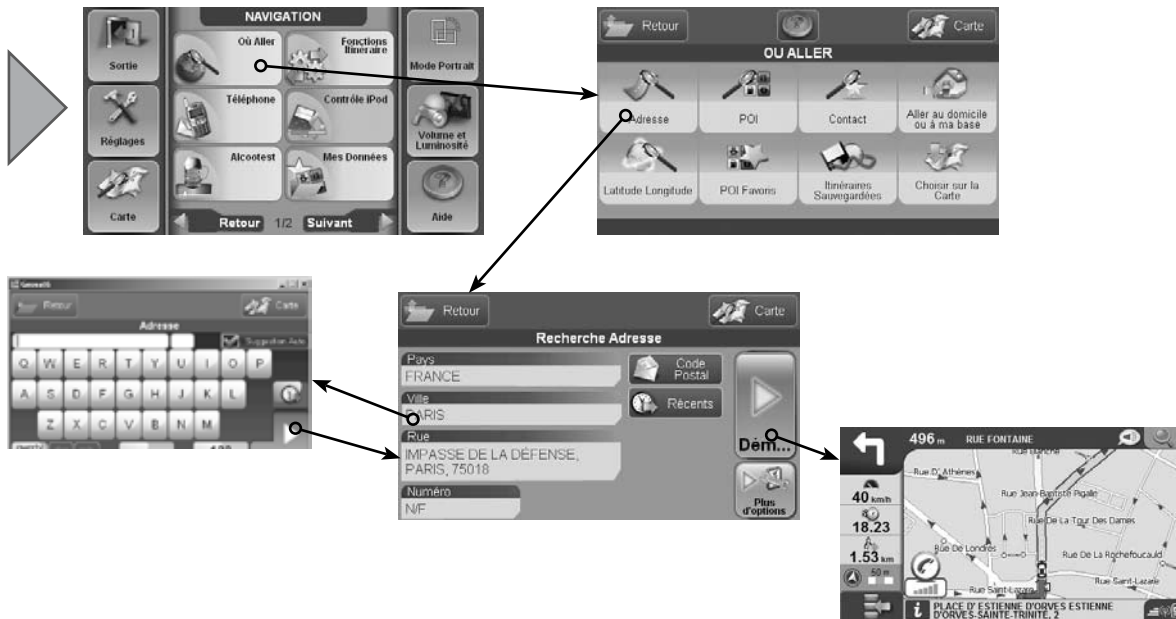 NAVIGATION
Sortie
Où Aller
Fonctions
Itineraire
Mode Portrait
Réglages
Téléphone
Contrôle iPod
Volume et
Luminosité
Carte
Alcootest
Mes Données
Aide
Retour 1/2 Suivant
Retour
Carte
OU ALLER
Adresse
POI
Contact
Aller au domicile
ou à ma base
Latitude Longitude
POI Favoris
Itinéraires
Sauvegardées
Choisir sur la
Carte
Retour
Carte
Adresse
Suggestion Auto
Q W E R T Y U I O P
A S D F G H J K L
Z X C V B N M
Retour
Carte
Recherche Adresse
Pays
FRANCE
Code
Postal
Ville
PARIS
Récents
Rue
IMPASSE DE LA DÉFENSE,
PARIS, 75018
Dém...
Numéro
N/F
Plus
d'options
496 m RUE FONTAINE
Rue Blanche
Rue D' Athènes
40 km/h
Rue Jean-Baptiste Pigalle
18.23
Rue De La Tour Des Dames
1.53 km
Rue De Londres
Rue De La Rochefoucauld
50 m
Rue Saint-Lazare
Rue Saint-Lazare
PLACE D' ESTIENNE D'ORVES ESTIENNE
D'ORVES-SAINTE-TRINITÉ, 2